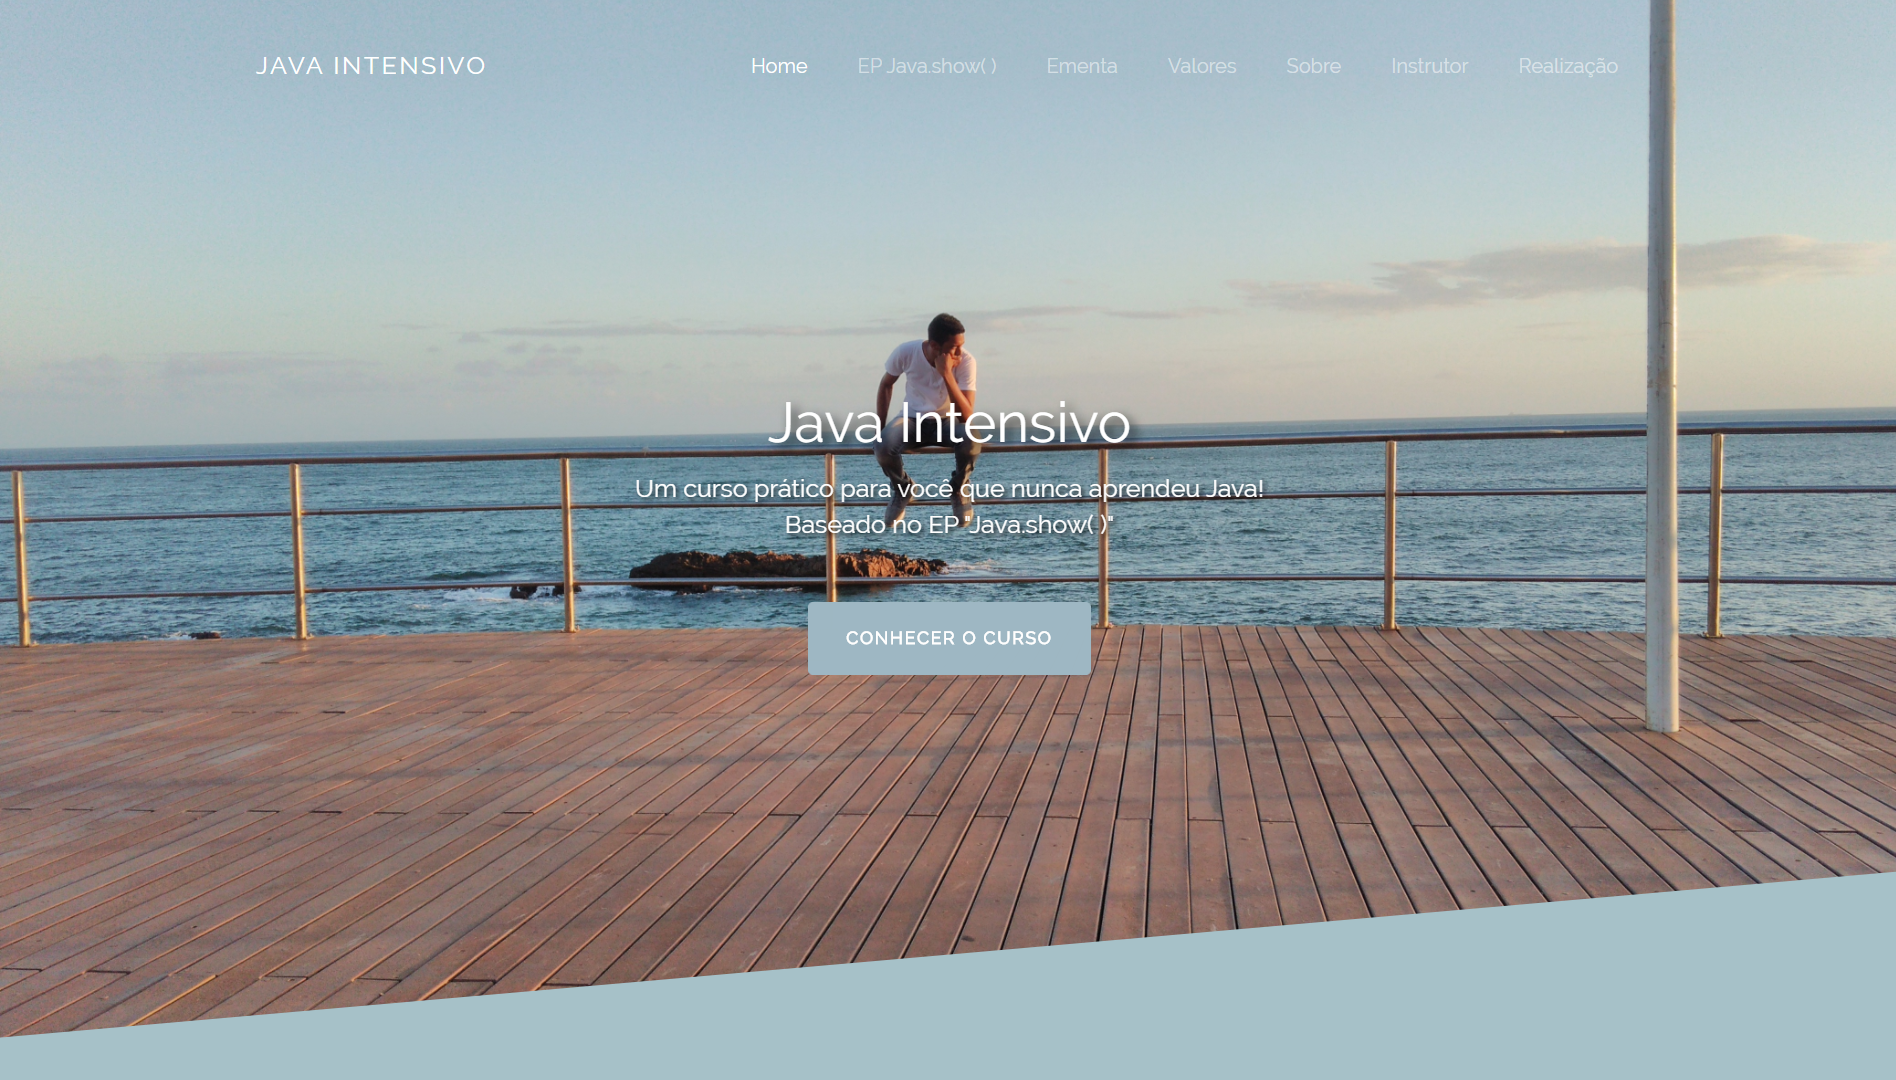 JAVA INTENSIVO
Home EP Java.show( ) Ementa Valores Sobre Instrutor Realização
Java Intensivo
Um curso prático para você que nunca aprendeu Java!
Baseado no EP "Java.show( )"
CONHECER O CURSO